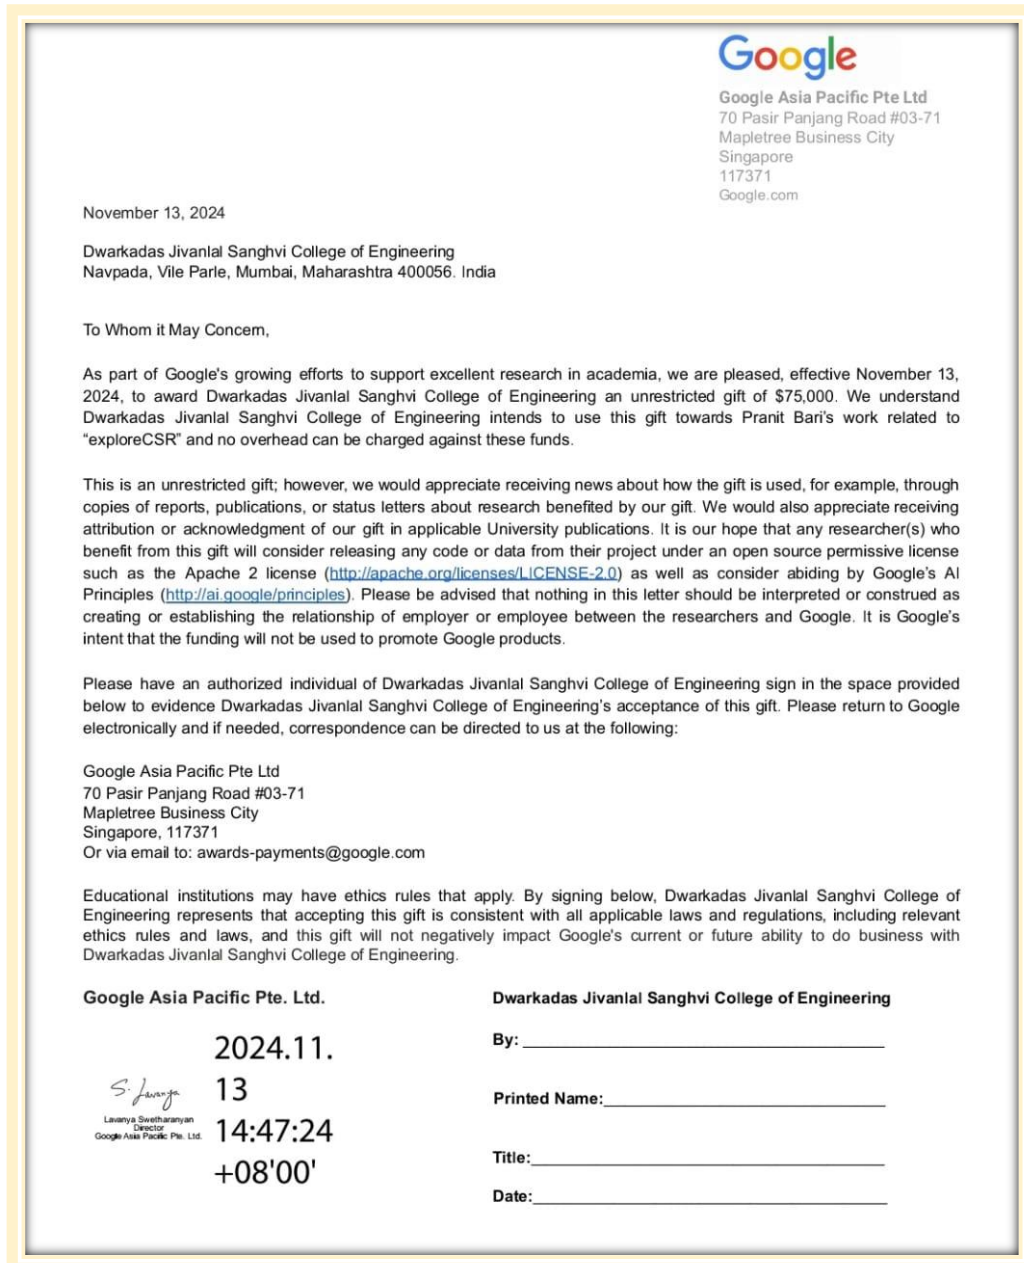 Google
Google Asia Pacific Pte Ltd
70 Pasir Panjang Road #03-71
Mapletree Business City
Singapore
117371
Google.com
November 13, 2024
Dwarkadas Jivanlal Sanghvi College of Engineering
Navpada, Vile Parle, Mumbai, Maharashtra 400056. India
To Whom it May Concern,
As part of Google's growing efforts to support excellent research in academia, we are pleased, effective November 13,
2024, to award Dwarkadas Jivanlal Sanghvi College of Engineering an unrestricted gift of $75,000. We understand
Dwarkadas Jivanlal Sanghvi College of Engineering intends to use this gift towards Pranit Bari's work related to
“exploreCSR” and no overhead can be charged against these funds.
This is an unrestricted gift; however, we would appreciate receiving news about how the gift is used, for example, through
copies of reports, publications, or status letters about research benefited by our gift. We would also appreciate receiving
attribution or acknowledgment of our gift in applicable University publications. It is our hope that any researcher(s) who
benefit from this gift will consider releasing any code or data from their project under an open source permissive license
such as the Apache 2 license (http://apache.org/licenses/LICENSE-2.0) as well as consider abiding by Google’s AI
Principles (http://ai.google/principles). Please be advised that nothing in this letter should be interpreted or construed as
creating or establishing the relationship of employer or employee between the researchers and Google. It is Google’s
intent that the funding will not be used to promote Google products.
Please have an authorized individual of Dwarkadas Jivanlal Sanghvi College of Engineering sign in the space provided
below to evidence Dwarkadas Jivanlal Sanghvi College of Engineering’s acceptance of this gift. Please return to Google
electronically and if needed, correspondence can be directed to us at the following:
Google Asia Pacific Pte Ltd
70 Pasir Panjang Road #03-71
Mapletree Business City
Singapore, 117371
Or via email to: awards-payments@google.com
Educational institutions may have ethics rules that apply. By signing below, Dwarkadas Jivanlal Sanghvi College of
Engineering represents that accepting this gift is consistent with all applicable laws and regulations, including relevant
ethics rules and laws, and this gift will not negatively impact Google's current or future ability to do business with
Dwarkadas Jivanlal Sanghvi College of Engineering.
Google Asia Pacific Pte. Ltd.
S. Lavanya
Lavanya Swetharanyan
Director
Google Asia Pacific Pte. Ltd.
2024.11.
13
14:47:24
+08'00'
Dwarkadas Jivanlal Sanghvi College of Engineering
By:
Printed Name:
Title:
Date: